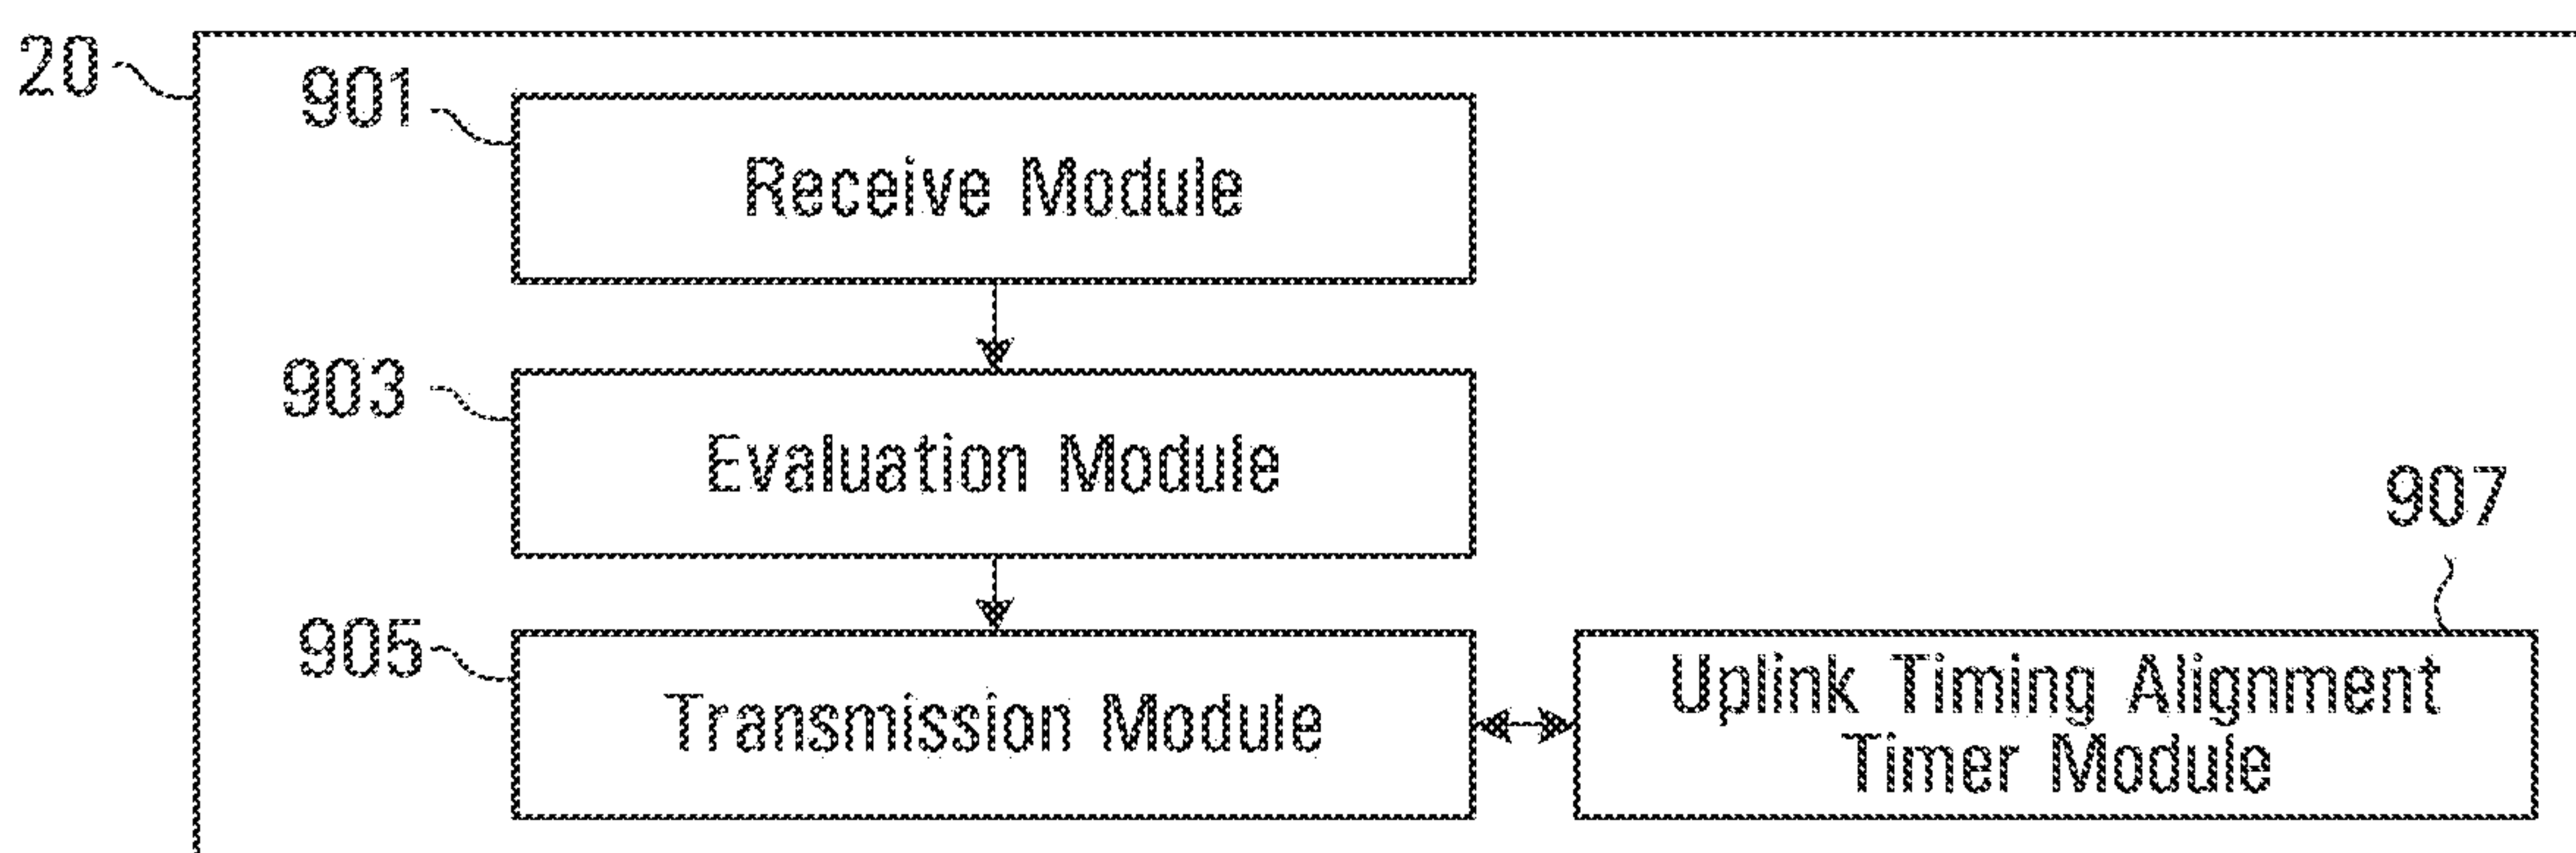 20
901
Receive Module
903
Evaluation Module
907
905
Transmission Module
Uplink Timing Alignment
Timer Module